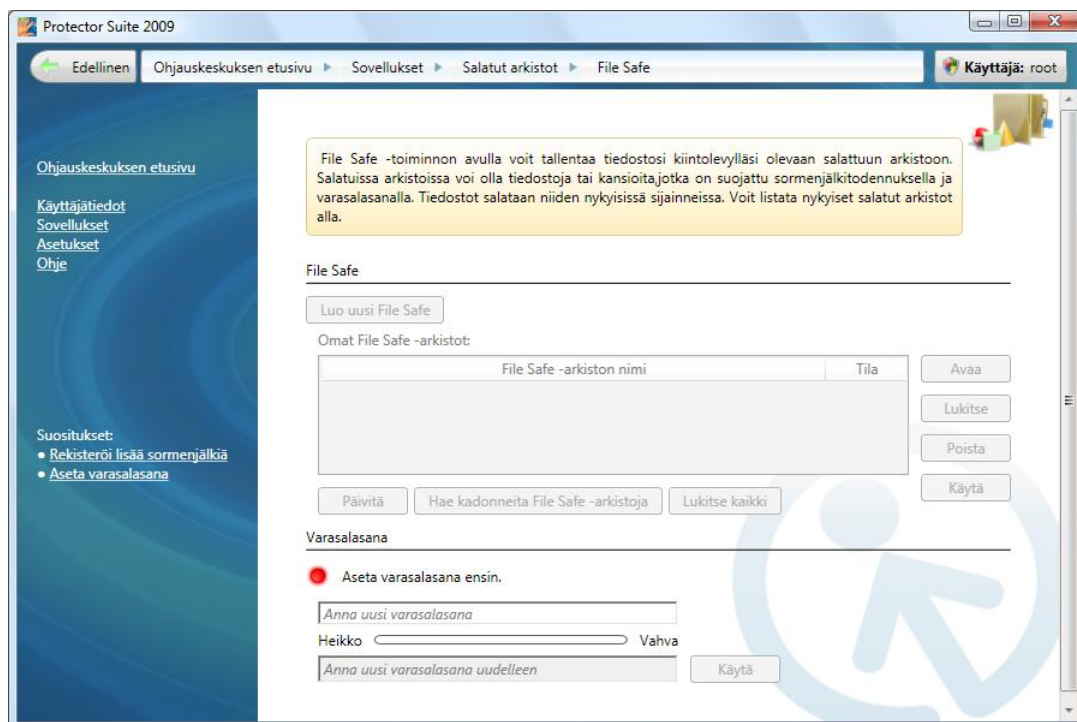 Protector Suite 2009
Edellinen
Ohjauskeskuksen etusivu Sovellukset Salatut arkistot File Safe
Käyttäjä: root
Ohjauskeskuksen etusivu
Käyttäjätiedot
Sovellukset
Asetukset
Ohje
Suositukset:
Rekisteröi lisää sormenjälkiä
Aseta varasalasana
File Safe -toiminnon avulla voit tallentaa tiedostosi kiintolevylläsi olevaan salattuun arkistoon.
Salatuissa arkistoissa voi olla tiedostoja tai kansioita,jotka on suojattu sormenjälkitodennuksella ja
varasalasanalla. Tiedostot salataan niiden nykyisissä sijainneissa. Voit listata nykyiset salatut arkistot
alla.
File Safe
Luo uusi File Safe
Omat File Safe -arkistot:
File Safe -arkiston nimi Tila
Avaa
Lukitse
Poista
Käytä
Päivitä Hae kadonneita File Safe -arkistoja Lukitse kaikki
Varasalasana
Aseta varasalasana ensin.
Anna uusi varasalasana
Heikko Vahva
Anna uusi varasalasana uudelleen Käytä